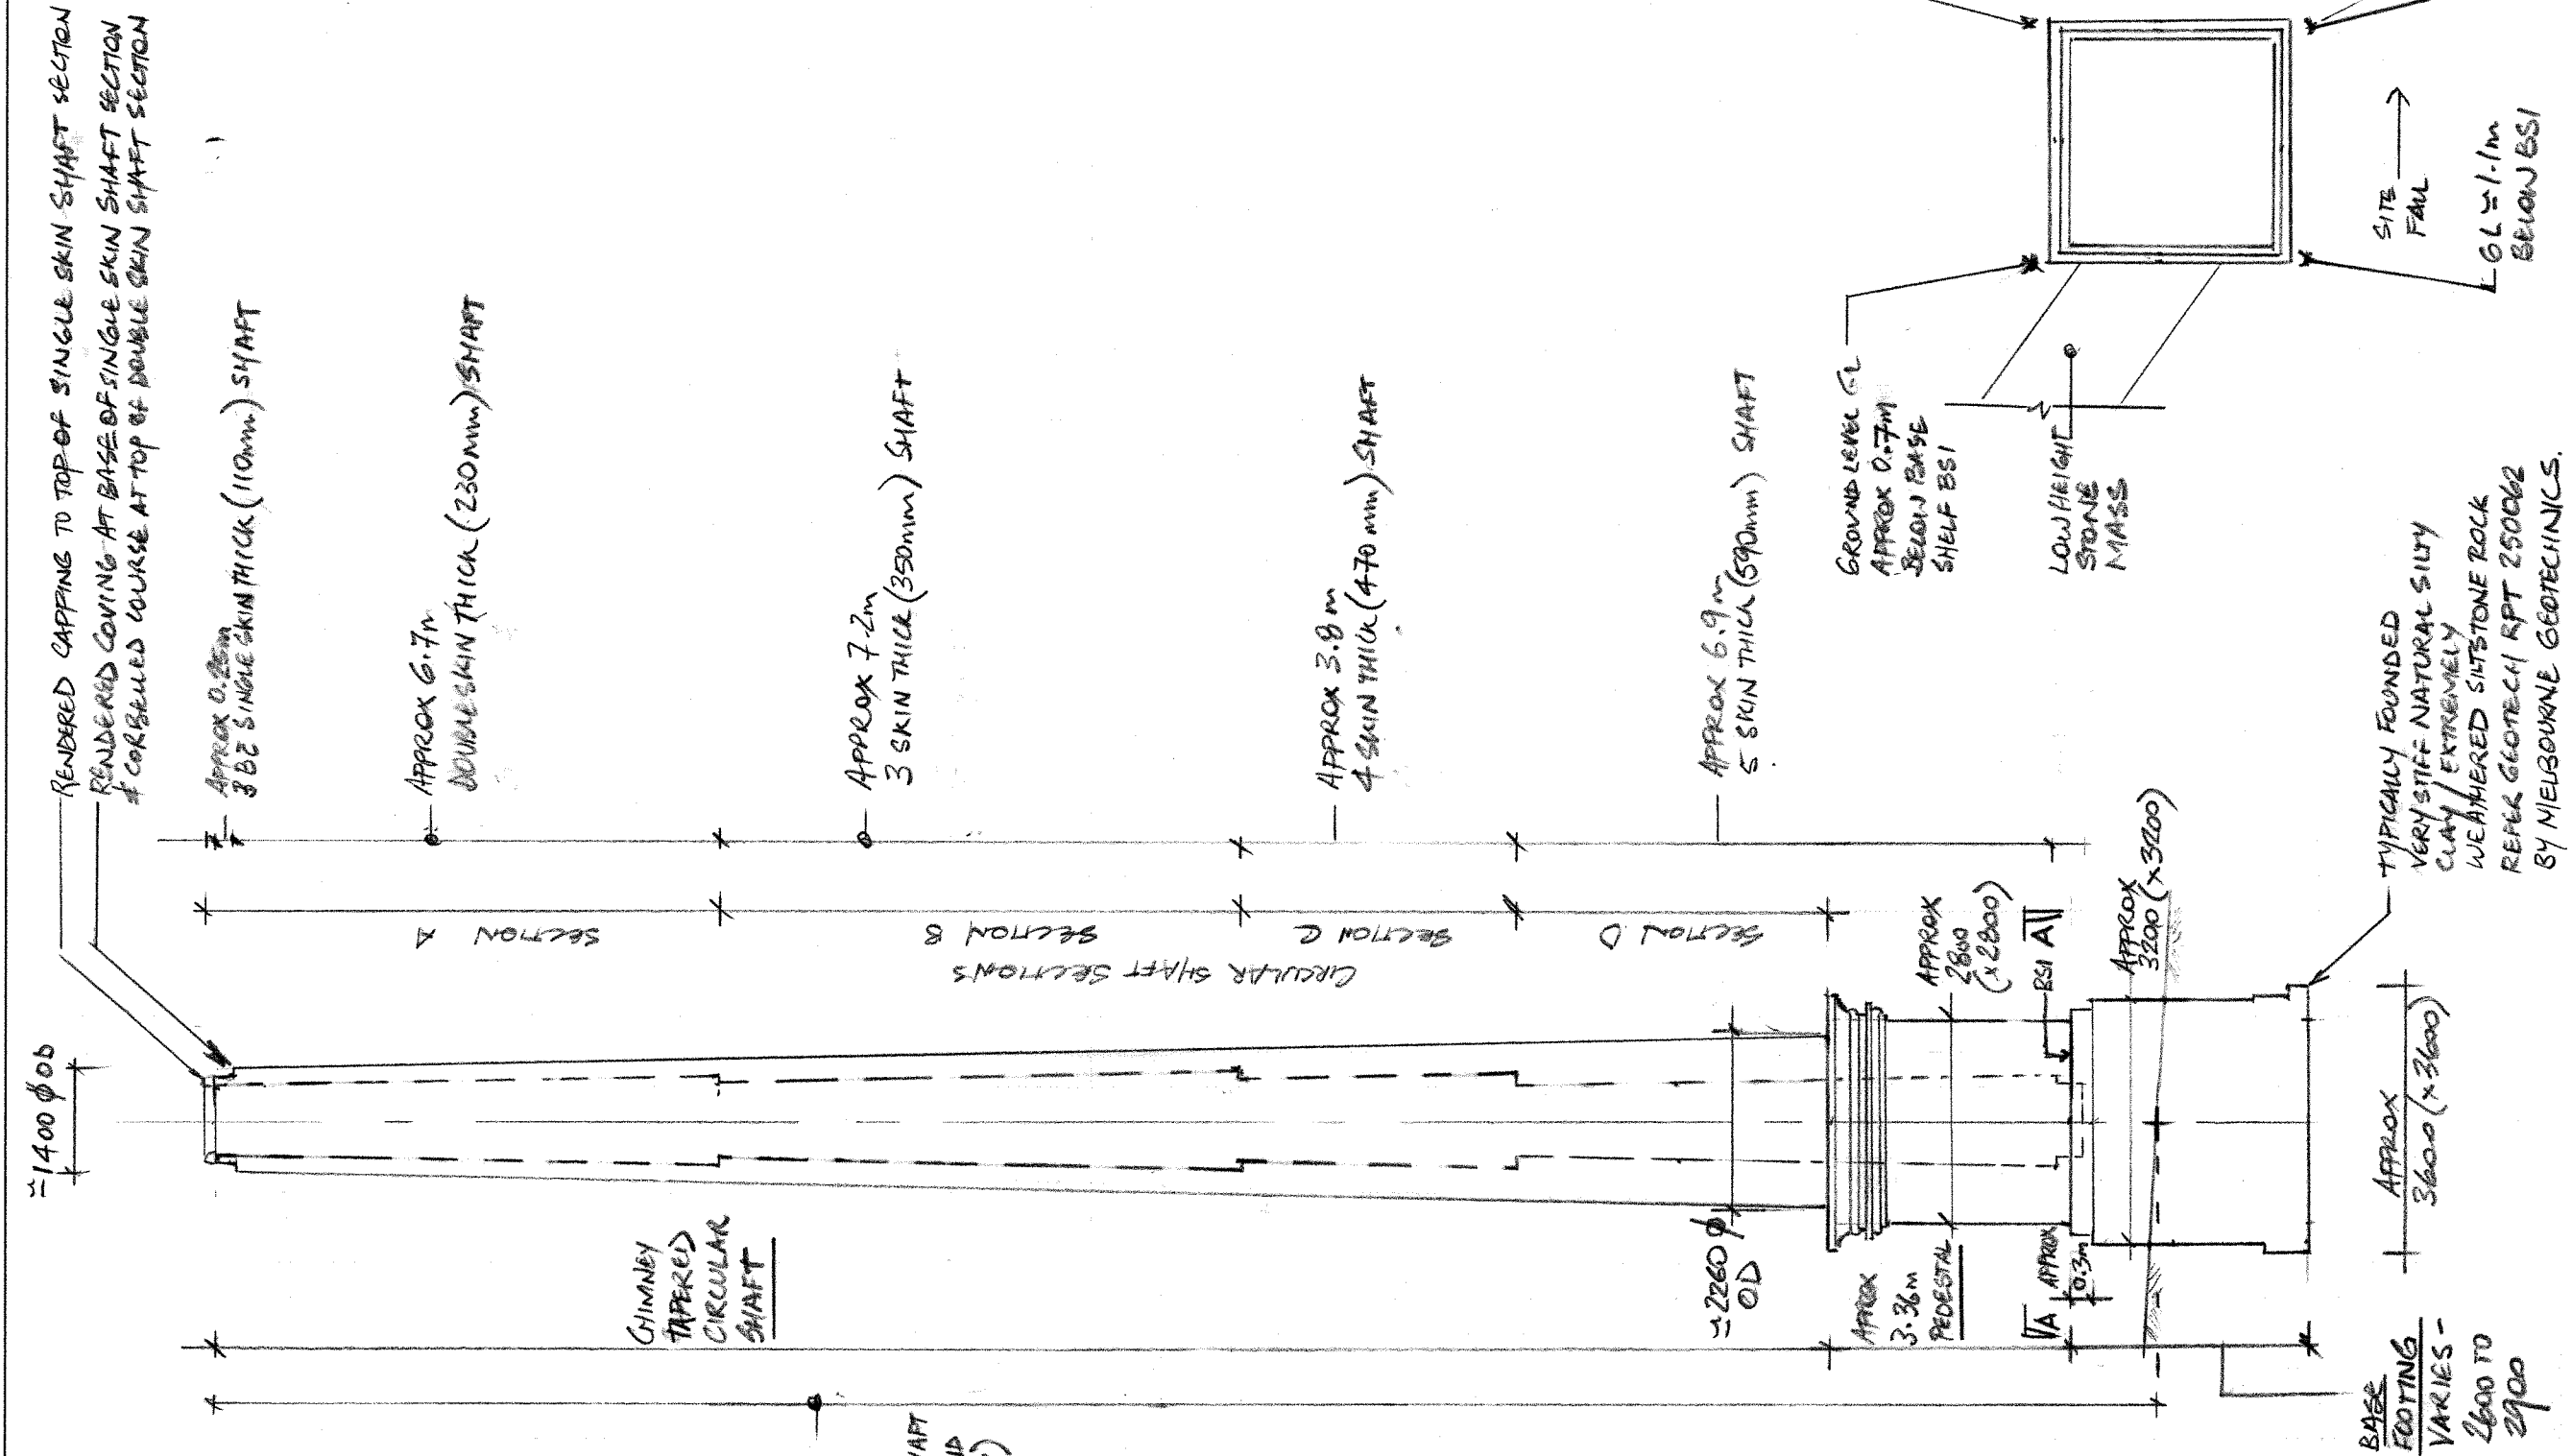 RENDERED CAPPING TO TOP OF SINGLE SKIN SHAFT SECTION
RENDERED COVING AT BASE OF SINGLE SKIN SHAFT SECTION
& CORBELLED COURSE AT TOP OF DOUBLE SKIN SHAFT SECTION
≈1400 ϕ OD
APPROX 0.25m
SINGLE SKIN THICK (110mm) SHAFT
APPROX 6.7m
DOUBLE SKIN THICK (230mm) SHAFT
APPROX 7.2m
3 SKIN THICK (350mm) SHAFT
APPROX 3.8m
4 SKIN THICK (470mm) SHAFT
APPROX 6.9m
5 SKIN THICK (590mm) SHAFT
SECTION A
SECTION B
SECTION C
SECTION D
CIRCULAR SHAFT SECTIONS
CHIMNEY
TAPERED
CIRCULAR
SHAFT
≈2260 ϕ
OD
APPROX
3.36m
PEDESTAL
APPROX
2800
(x2800)
BS1
A
A
APPROX
0.3m
APPROX
3200 (x3200)
APPROX
3600 (x3600)
BASE
FOOTING
VARIES -
2600 TO
2900
TYPICALLY FOUNDED
VERY STIFF NATURAL SILTY
CLAY / EXTREMELY
WEATHERED SILTSTONE ROCK
REFER GEOTECH RPT 250062
BY MELBOURNE GEOTECHNICS.
GROUND LEVEL GL
APPROX 0.7m
BELOW BASE
SHELF BS1
LOW HEIGHT
STONE
MASS
SITE
FALL
GL ≈ 1.1m
BELOW BS1